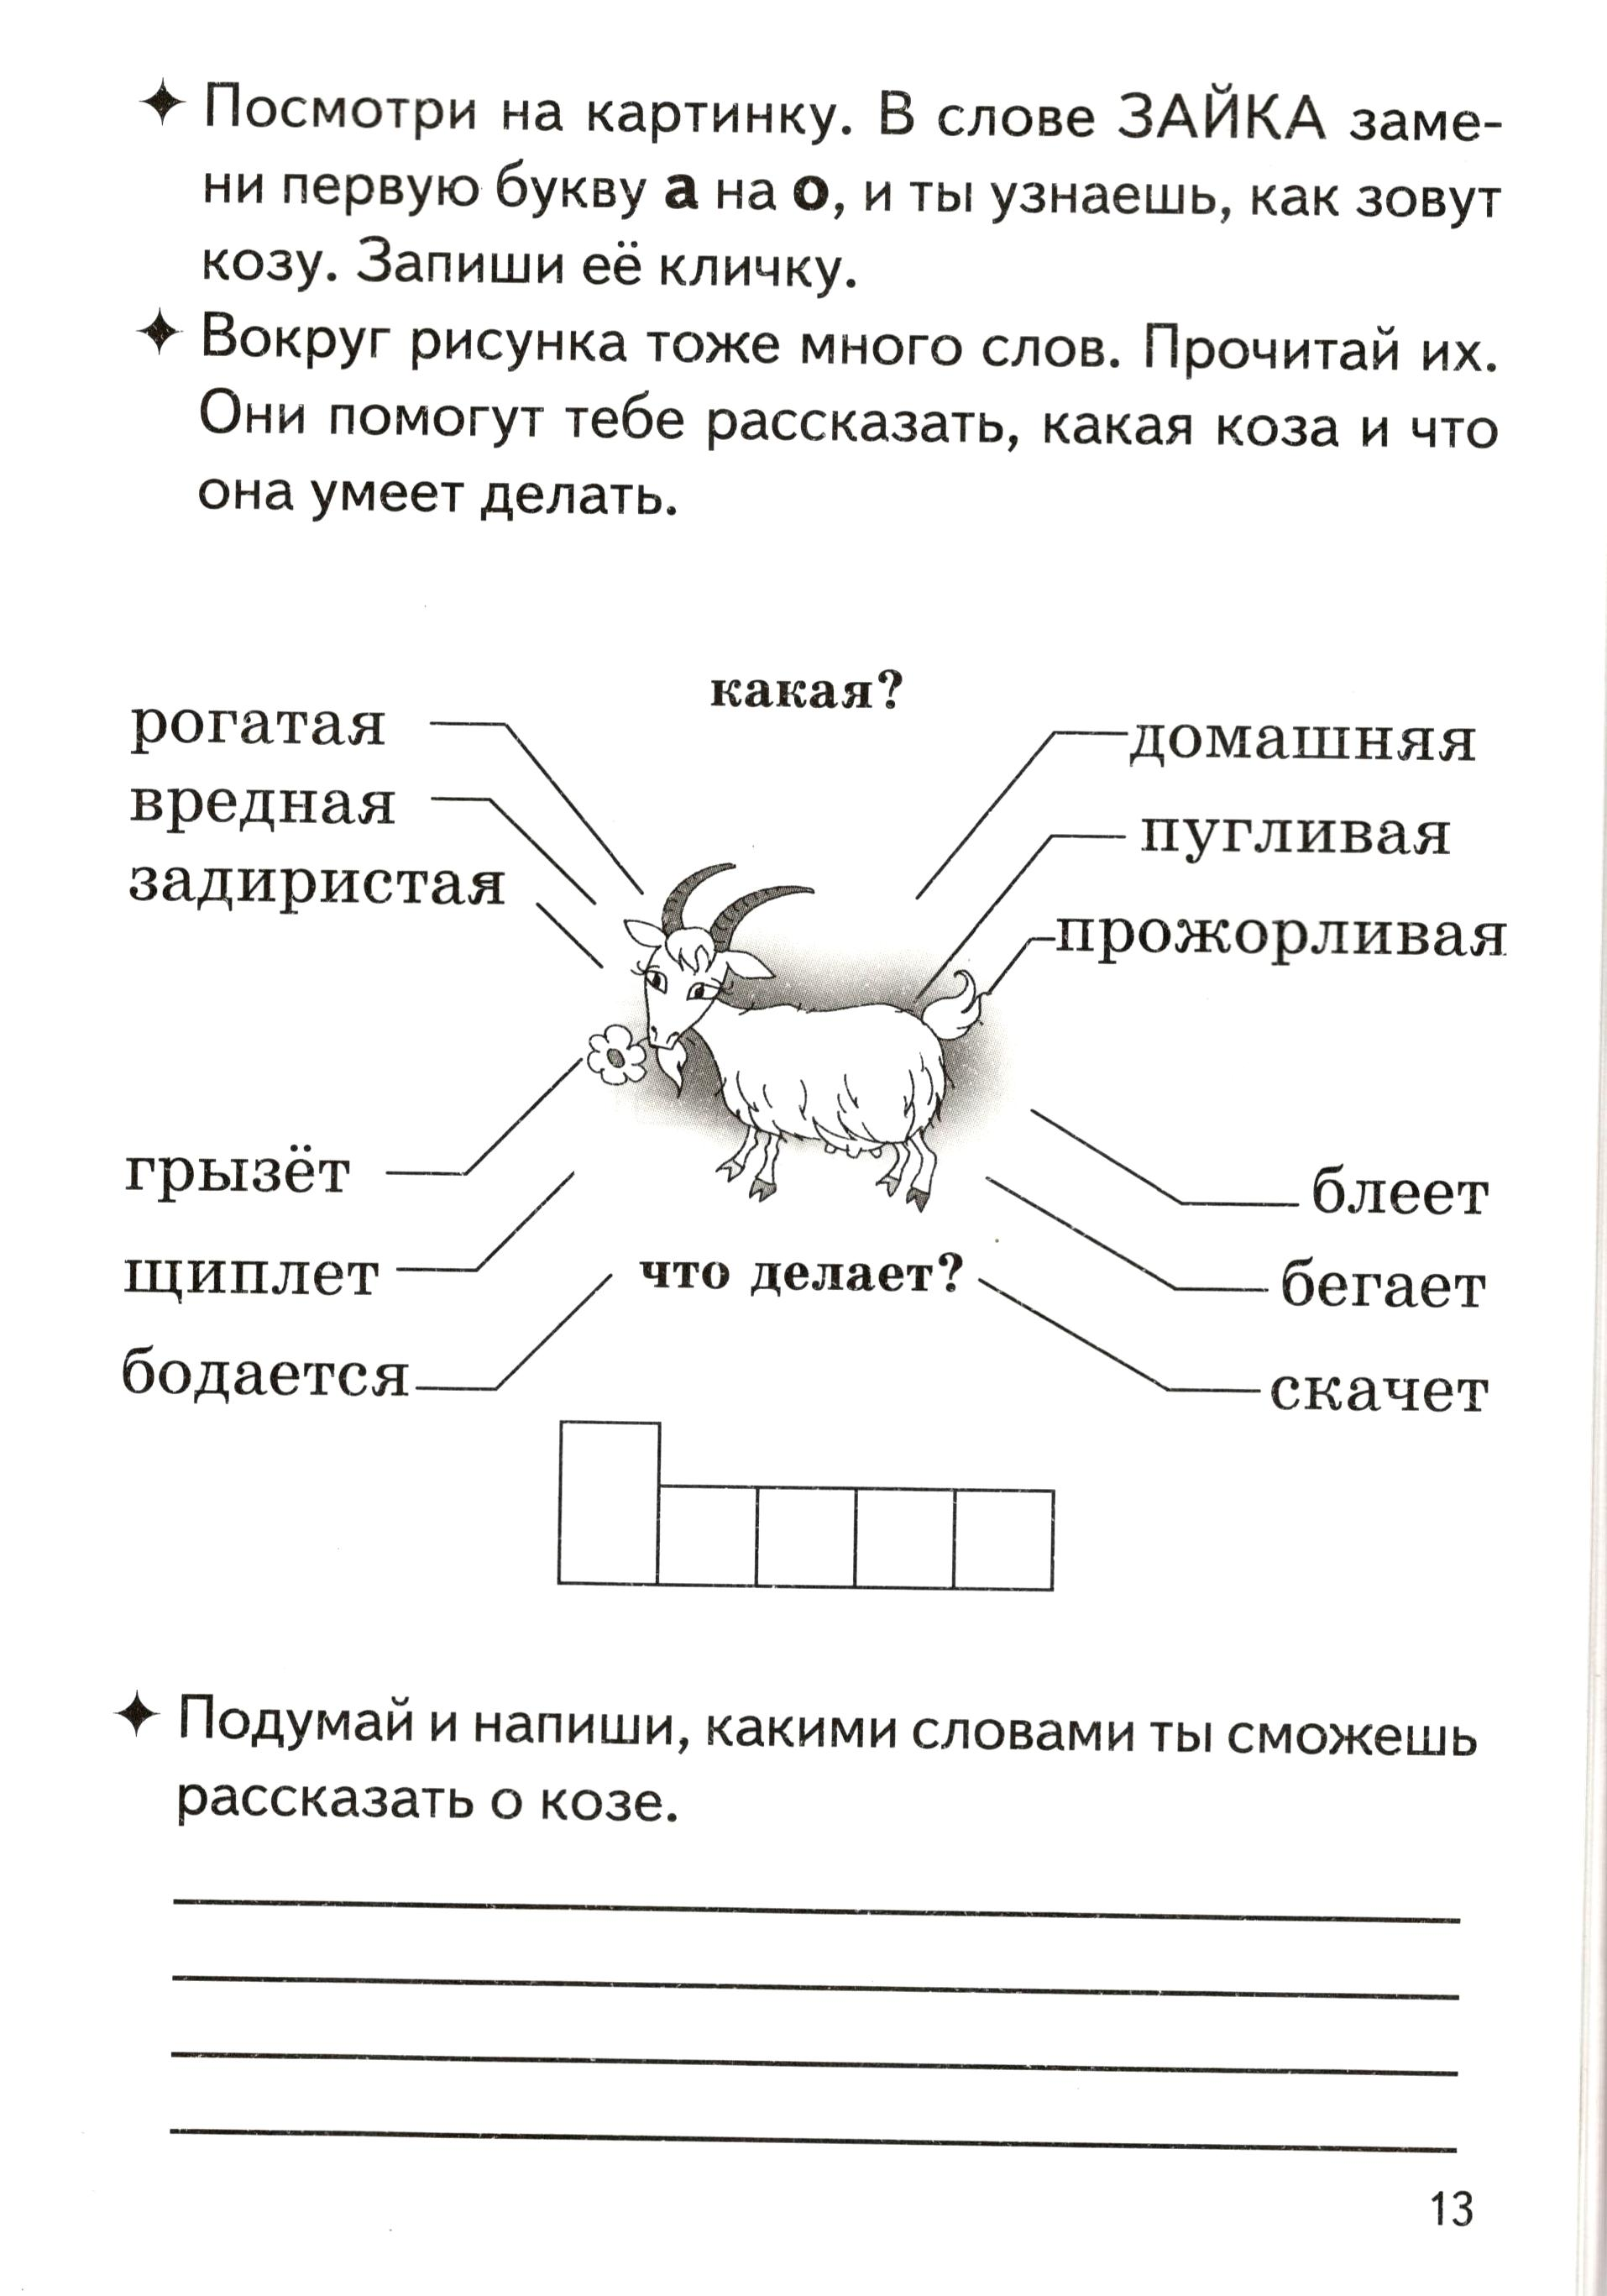 Посмотри на картинку. В слове ЗАЙКА заме-
ни первую букву а на о, и ты узнаешь, как зовут
козу. Запиши её кличку.
Вокруг рисунка тоже много слов. Прочитай их.
Они помогут тебе рассказать, какая коза и что
она умеет делать.
какая?
рогатая
вредная
задиристая
домашняя
пугливая
прожорливая
грызёт
щиплет
бодается
что делает?
блеет
бегает
скачет
Подумай и напиши, какими словами ты сможешь
рассказать о козе.
13